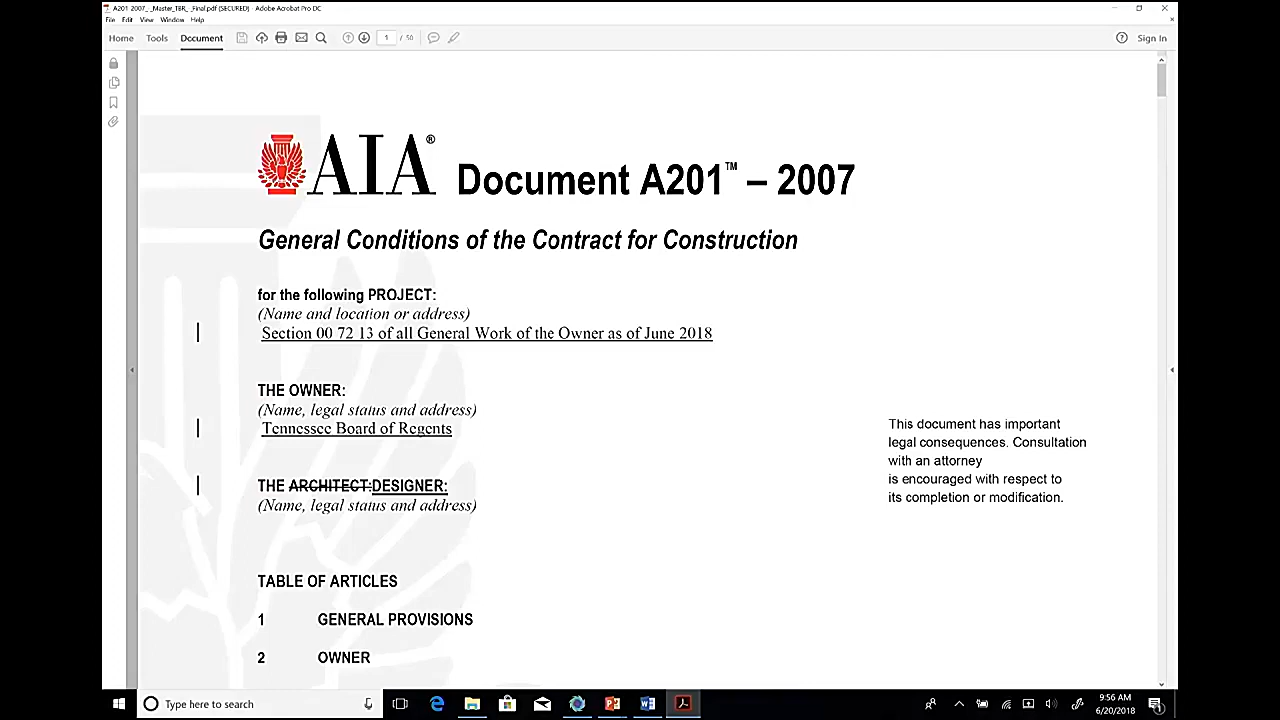 A201 2007_ _Master_TBR_ _Final.pdf (SECURED) - Adobe Acrobat Pro DC
File Edit View Window Help
Home Tools Document 1 / 50 Sign In
AIA® Document A201™ – 2007
General Conditions of the Contract for Construction
for the following PROJECT:
(Name and location or address)
Section 00 72 13 of all General Work of the Owner as of June 2018
THE OWNER:
(Name, legal status and address)
Tennessee Board of Regents
This document has important
legal consequences. Consultation
with an attorney
is encouraged with respect to
its completion or modification.
THE ARCHITECT:DESIGNER:
(Name, legal status and address)
TABLE OF ARTICLES
1 GENERAL PROVISIONS
2 OWNER
Type here to search
9:56 AM
6/20/2018